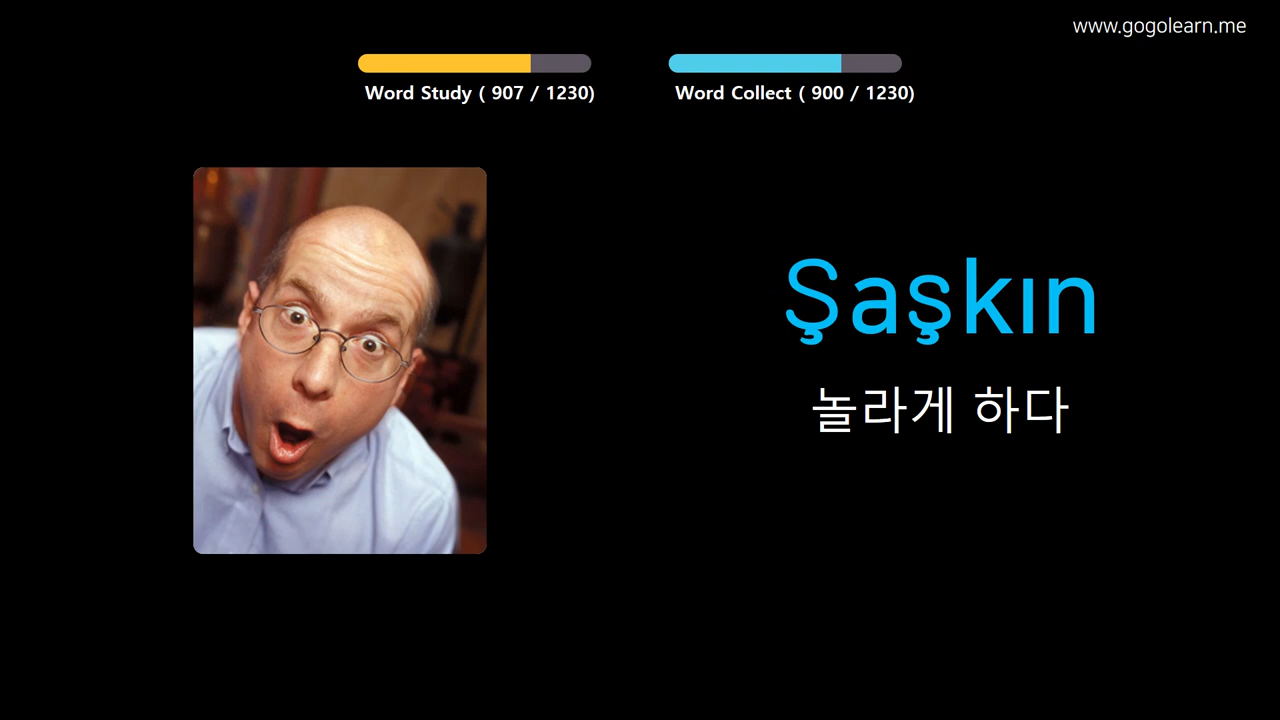 www.gogolearn.me
Word Study ( 907 / 1230)
Word Collect ( 900 / 1230)
Şaşkın
놀라게 하다